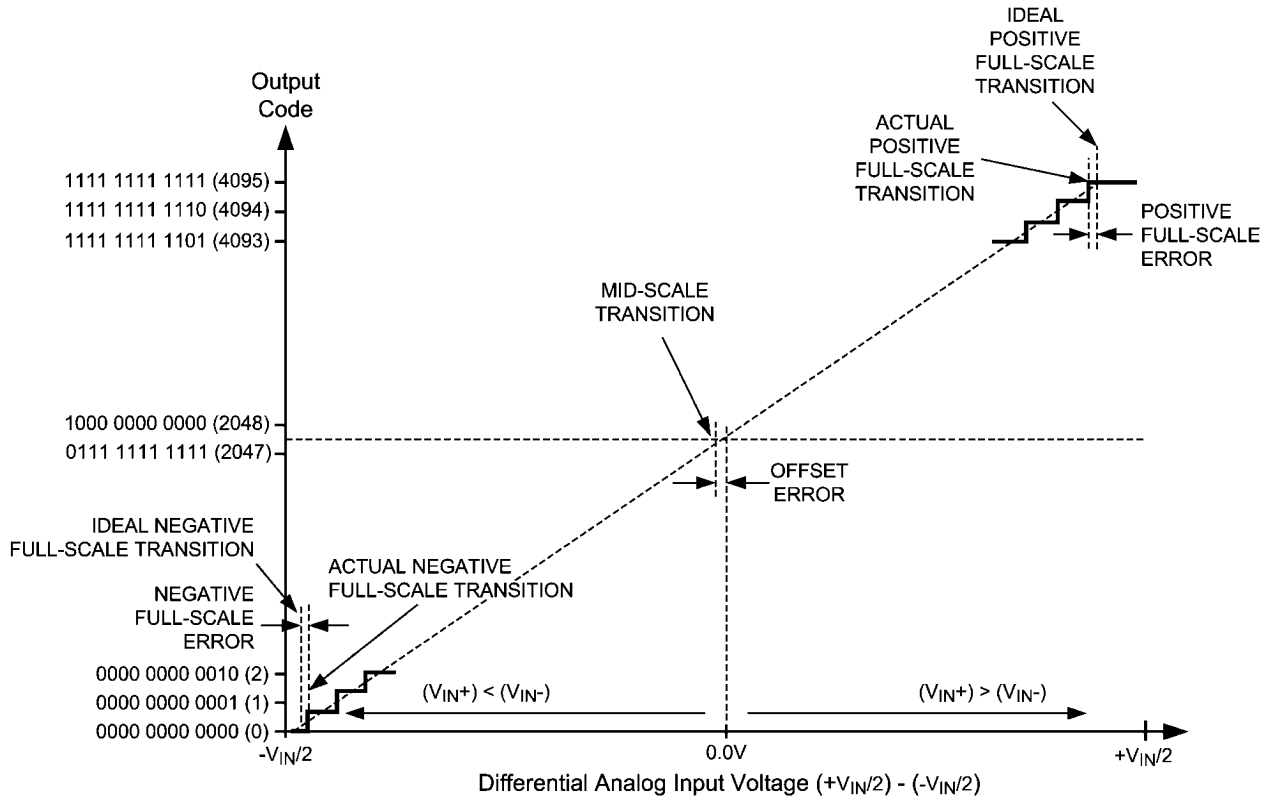 IDEAL
POSITIVE
FULL-SCALE
TRANSITION
Output
Code
ACTUAL
POSITIVE
FULL-SCALE
TRANSITION
1111 1111 1111 (4095)
1111 1111 1110 (4094)
1111 1111 1101 (4093)
POSITIVE
FULL-SCALE
ERROR
MID-SCALE
TRANSITION
1000 0000 0000 (2048)
0111 1111 1111 (2047)
OFFSET
ERROR
IDEAL NEGATIVE
FULL-SCALE TRANSITION
ACTUAL NEGATIVE
FULL-SCALE TRANSITION
NEGATIVE
FULL-SCALE
ERROR
0000 0000 0010 (2)
0000 0000 0001 (1)
0000 0000 0000 (0)
(VIN+) < (VIN-)
(VIN+) > (VIN-)
-VIN/2
0.0V
+VIN/2
Differential Analog Input Voltage (+VIN/2) - (-VIN/2)